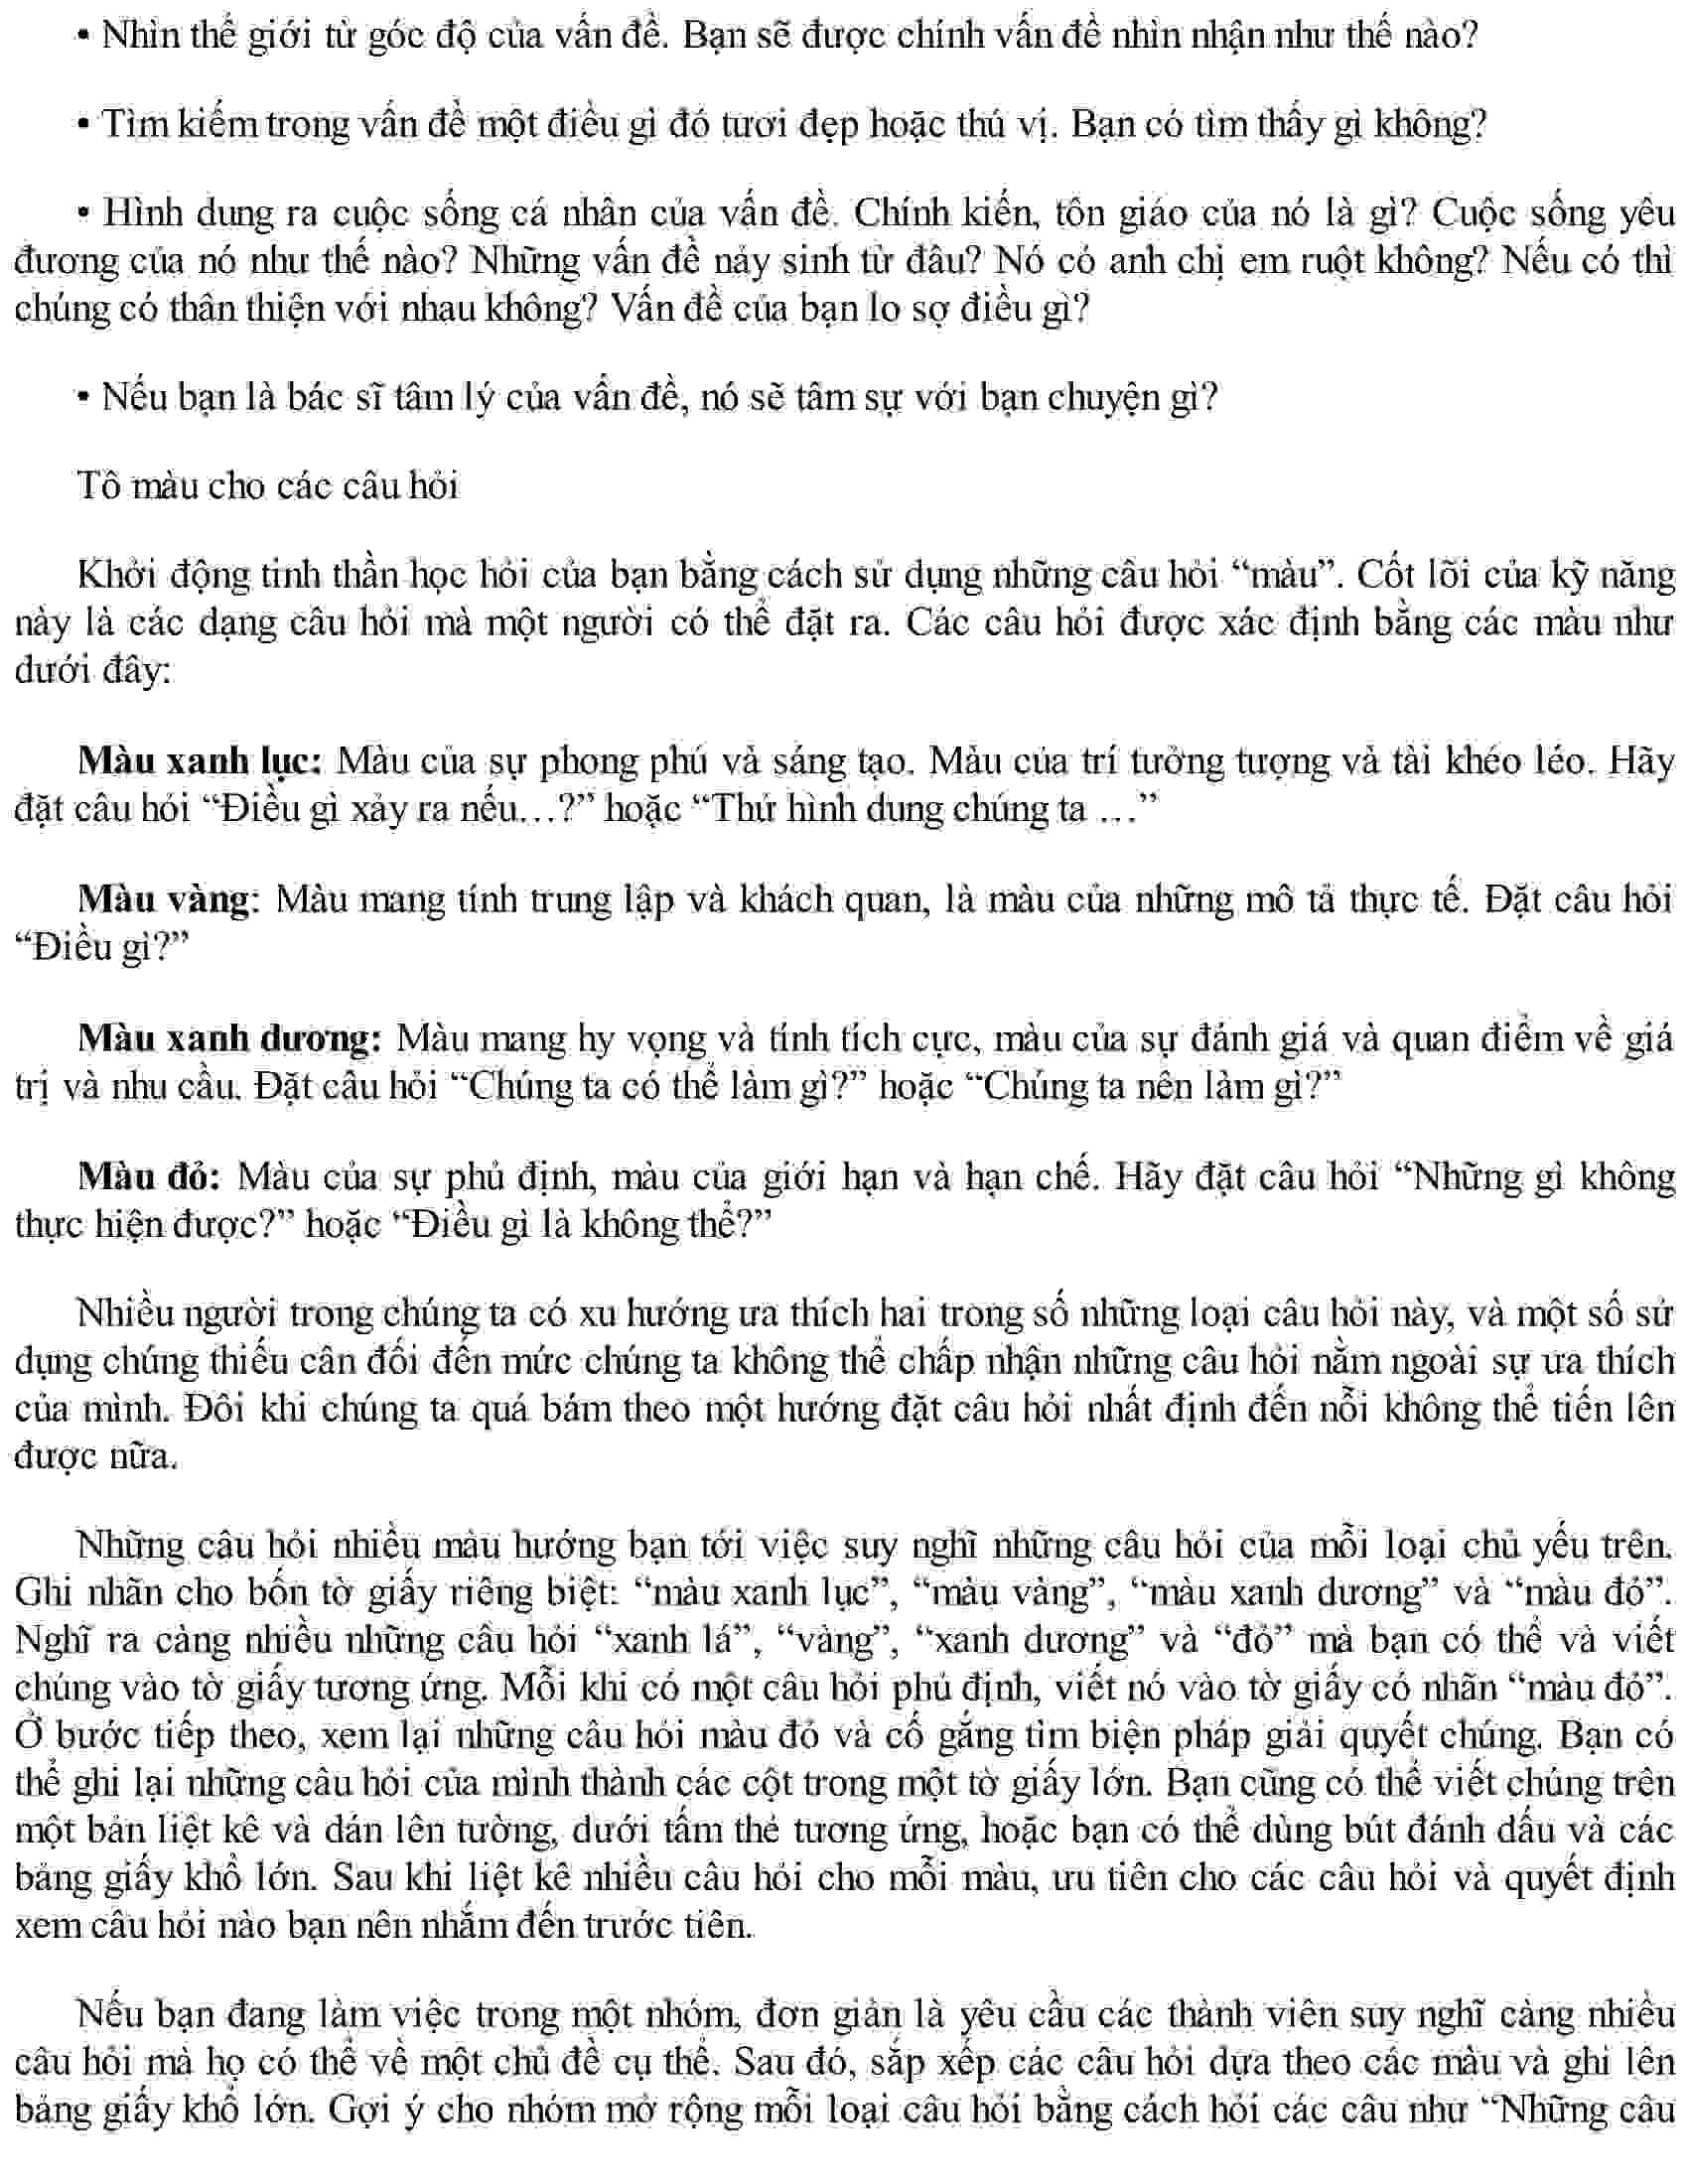 • Nhìn thế giới từ góc độ của vấn đề. Bạn sẽ được chính vấn đề nhìn nhận như thế nào?
• Tìm kiếm trong vấn đề một điều gì đó tươi đẹp hoặc thú vị. Bạn có tìm thấy gì không?
• Hình dung ra cuộc sống cá nhân của vấn đề. Chính kiến, tôn giáo của nó là gì? Cuộc sống yêu
đương của nó như thế nào? Những vấn đề nảy sinh từ đâu? Nó có anh chị em ruột không? Nếu có thì
chúng có thân thiện với nhau không? Vấn đề của bạn lo sợ điều gì?
• Nếu bạn là bác sĩ tâm lý của vấn đề, nó sẽ tâm sự với bạn chuyện gì?
Tô màu cho các câu hỏi
Khởi động tinh thần học hỏi của bạn bằng cách sử dụng những câu hỏi “màu”. Cốt lõi của kỹ năng
này là các dạng câu hỏi mà một người có thể đặt ra. Các câu hỏi được xác định bằng các màu như
dưới đây:
Màu xanh lục: Màu của sự phong phú và sáng tạo. Màu của trí tưởng tượng và tài khéo léo. Hãy
đặt câu hỏi “Điều gì xảy ra nếu…?” hoặc “Thử hình dung chúng ta …”
Màu vàng: Màu mang tính trung lập và khách quan, là màu của những mô tả thực tế. Đặt câu hỏi
“Điều gì?”
Màu xanh dương: Màu mang hy vọng và tính tích cực, màu của sự đánh giá và quan điểm về giá
trị và nhu cầu. Đặt câu hỏi “Chúng ta có thể làm gì?” hoặc “Chúng ta nên làm gì?”
Màu đỏ: Màu của sự phủ định, màu của giới hạn và hạn chế. Hãy đặt câu hỏi “Những gì không
thực hiện được?” hoặc “Điều gì là không thể?”
Nhiều người trong chúng ta có xu hướng ưa thích hai trong số những loại câu hỏi này, và một số sử
dụng chúng thiếu cân đối đến mức chúng ta không thể chấp nhận những câu hỏi nằm ngoài sự ưa thích
của mình. Đôi khi chúng ta quá bám theo một hướng đặt câu hỏi nhất định đến nỗi không thể tiến lên
được nữa.
Những câu hỏi nhiều màu hướng bạn tới việc suy nghĩ những câu hỏi của mỗi loại chủ yếu trên.
Ghi nhãn cho bốn tờ giấy riêng biệt: “màu xanh lục”, “màu vàng”, “màu xanh dương” và “màu đỏ”.
Nghĩ ra càng nhiều những câu hỏi “xanh lá”, “vàng”, “xanh dương” và “đỏ” mà bạn có thể và viết
chúng vào tờ giấy tương ứng. Mỗi khi có một câu hỏi phủ định, viết nó vào tờ giấy có nhãn “màu đỏ”.
Ở bước tiếp theo, xem lại những câu hỏi màu đỏ và cố gắng tìm biện pháp giải quyết chúng. Bạn có
thể ghi lại những câu hỏi của mình thành các cột trong một tờ giấy lớn. Bạn cũng có thể viết chúng trên
một bản liệt kê và dán lên tường, dưới tấm thẻ tương ứng, hoặc bạn có thể dùng bút đánh dấu và các
bảng giấy khổ lớn. Sau khi liệt kê nhiều câu hỏi cho mỗi màu, ưu tiên cho các câu hỏi và quyết định
xem câu hỏi nào bạn nên nhắm đến trước tiên.
Nếu bạn đang làm việc trong một nhóm, đơn giản là yêu cầu các thành viên suy nghĩ càng nhiều
câu hỏi mà họ có thể về một chủ đề cụ thể. Sau đó, sắp xếp các câu hỏi dựa theo các màu và ghi lên
bảng giấy khổ lớn. Gợi ý cho nhóm mở rộng mỗi loại câu hỏi bằng cách hỏi các câu như “Những câu